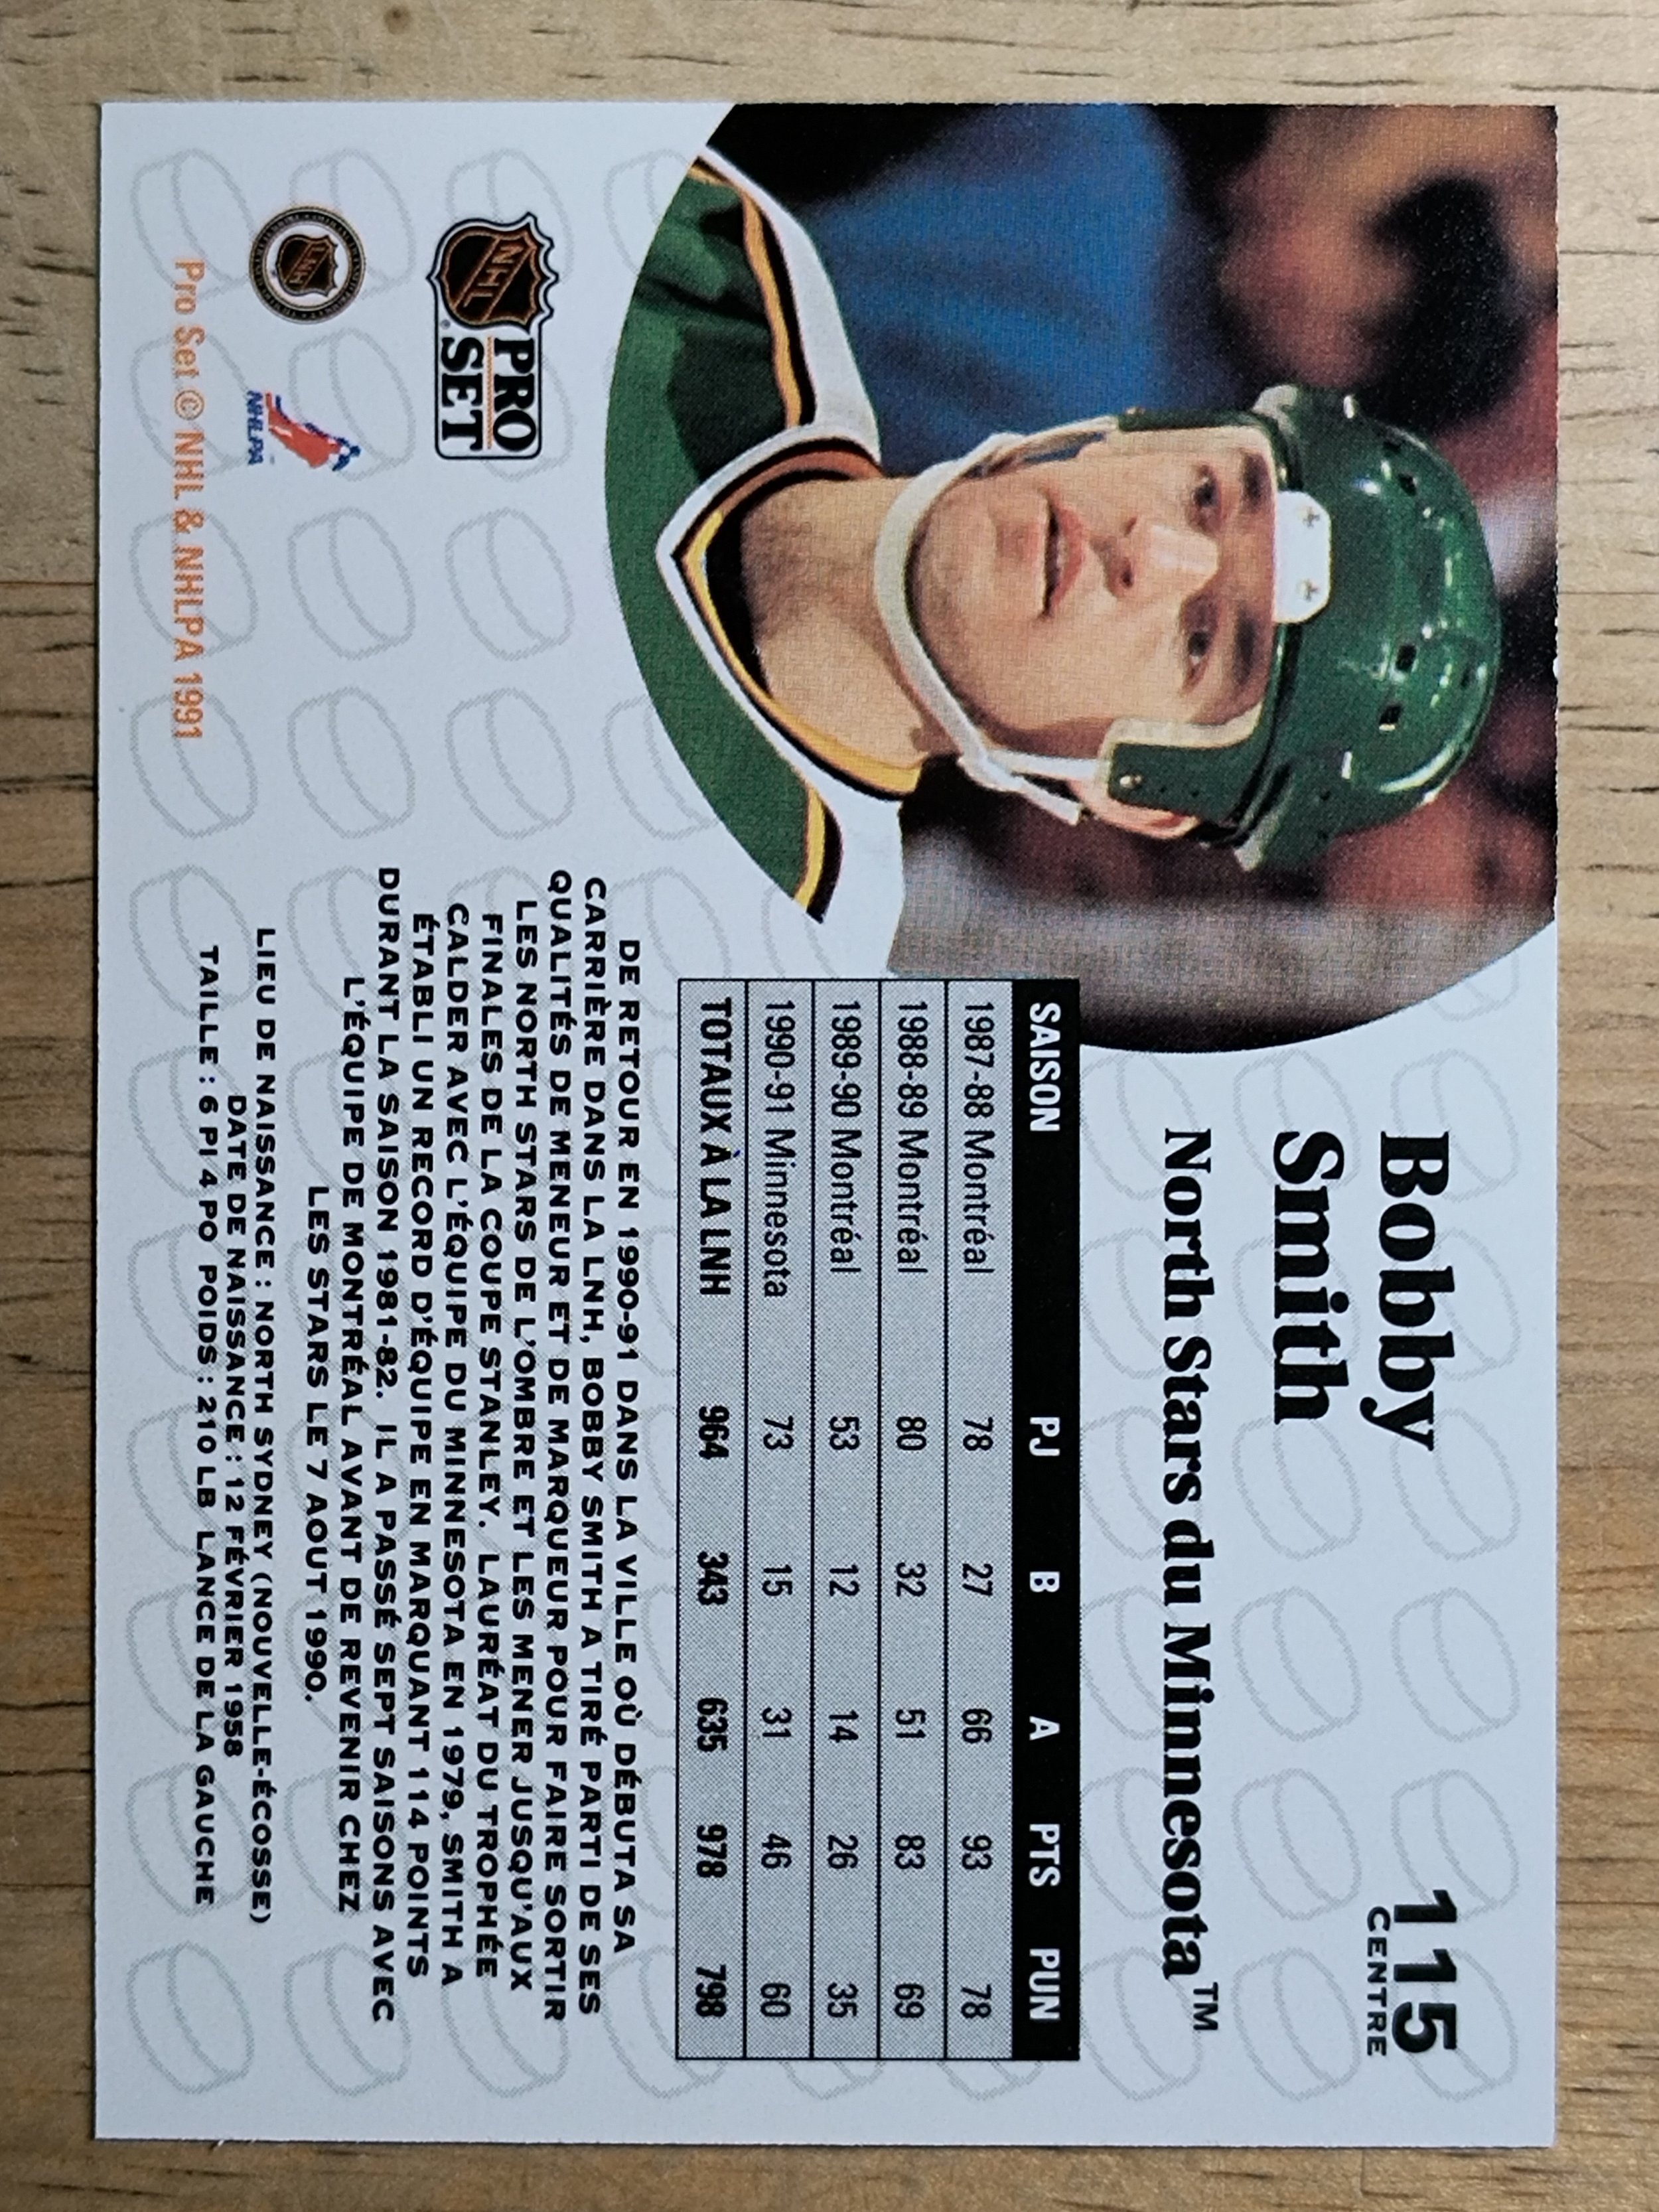 Bobby
Smith
115
CENTRE
North Stars du Minnesota™
SAISON PJ B A PTS PUN
1987-88 Montréal 78 27 66 93 78
1988-89 Montréal 80 32 51 83 69
1989-90 Montréal 53 12 14 26 35
1990-91 Minnesota 73 15 31 46 60
TOTAUX À LA LNH 964 343 635 978 798
DE RETOUR EN 1990-91 DANS LA VILLE OÙ DÉBUTA SA
CARRIÈRE DANS LA LNH, BOBBY SMITH A TIRÉ PARTI DE SES
QUALITÉS DE MENEUR ET DE MARQUEUR POUR FAIRE SORTIR
LES NORTH STARS DE L'OMBRE ET LES MENER JUSQU'AUX
FINALES DE LA COUPE STANLEY. LAURÉAT DU TROPHÉE
CALDER AVEC L'ÉQUIPE DU MINNESOTA EN 1979, SMITH A
ÉTABLI UN RECORD D'ÉQUIPE EN MARQUANT 114 POINTS
DURANT LA SAISON 1981-82. IL A PASSÉ SEPT SAISONS AVEC
L'ÉQUIPE DE MONTRÉAL AVANT DE REVENIR CHEZ
LES STARS LE 7 AOUT 1990.
LIEU DE NAISSANCE : NORTH SYDNEY (NOUVELLE-ÉCOSSE)
DATE DE NAISSANCE : 12 FÉVRIER 1958
TAILLE : 6 PI 4 PO POIDS : 210 LB LANCE DE LA GAUCHE
NHL
PRO
SET
NHL
NHLPA
Pro Set © NHL & NHLPA 1991